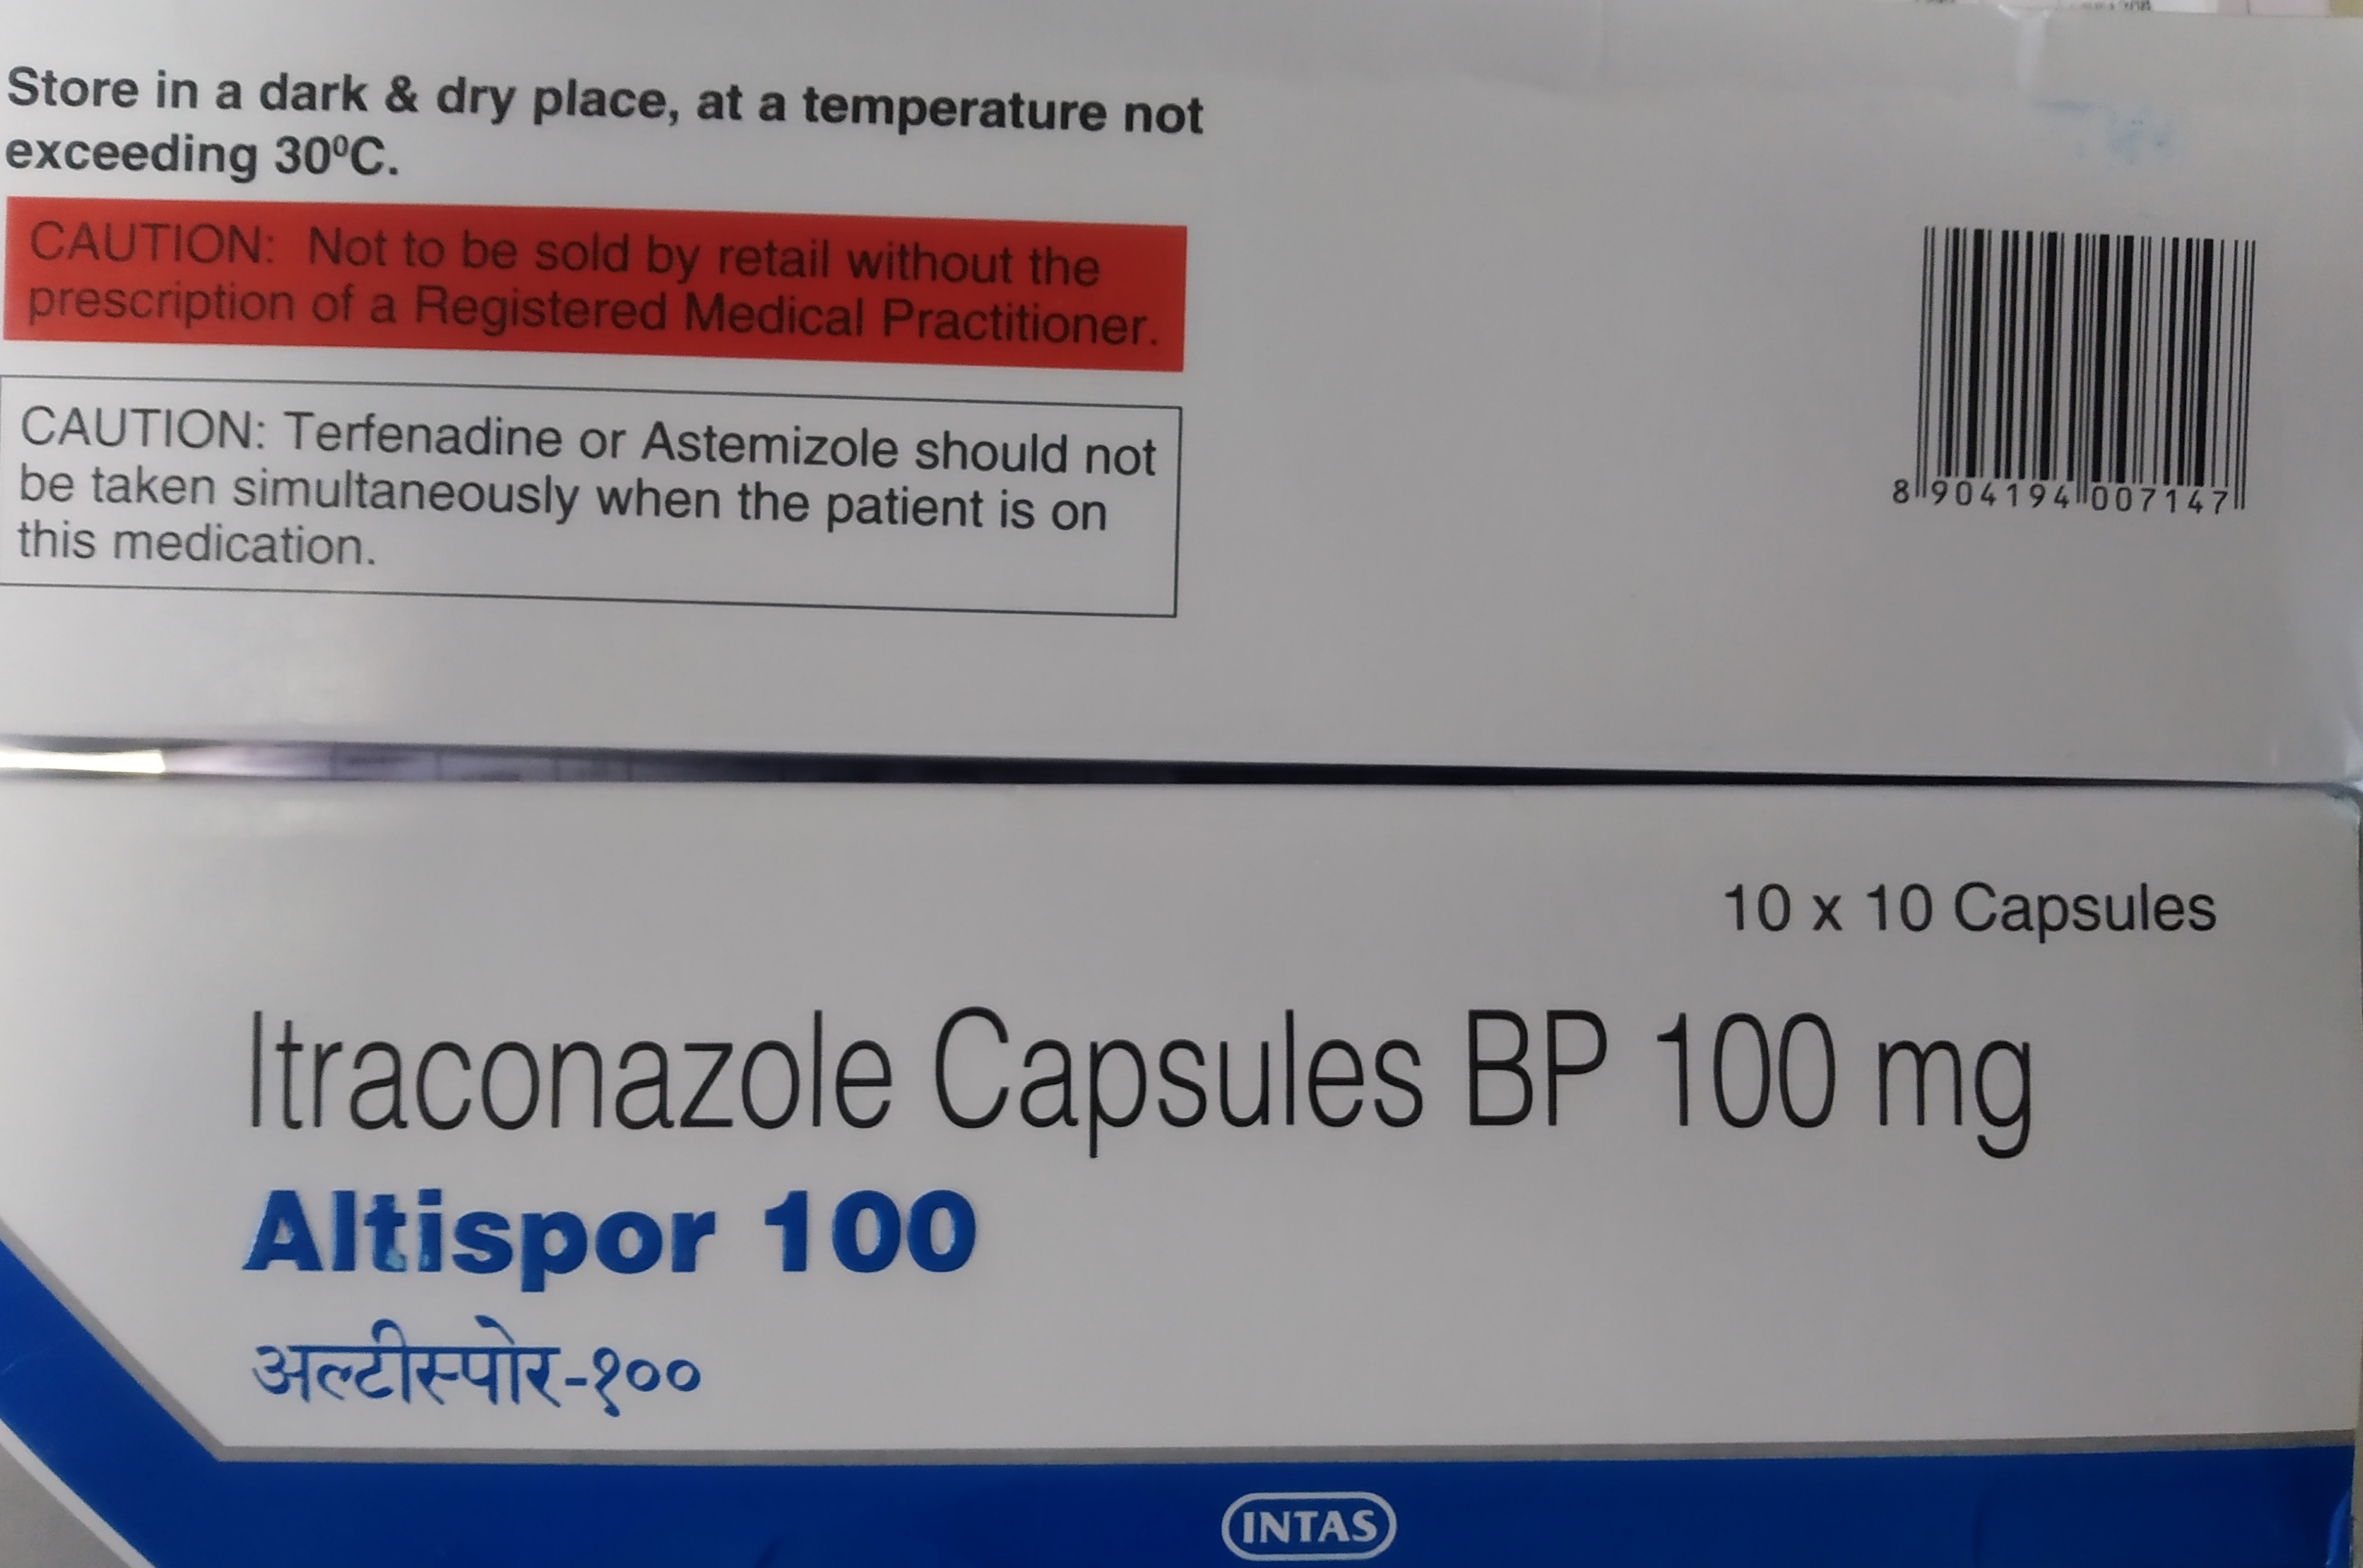 Store in a dark & dry place, at a temperature not
exceeding 30⁰C.
CAUTION: Not to be sold by retail without the
prescription of a Registered Medical Practitioner.
CAUTION: Terfenadine or Astemizole should not
be taken simultaneously when the patient is on
this medication.
8 904194 007147
10 x 10 Capsules
Itraconazole Capsules BP 100 mg
Altispor 100
अल्टीस्पोर-१००
INTAS